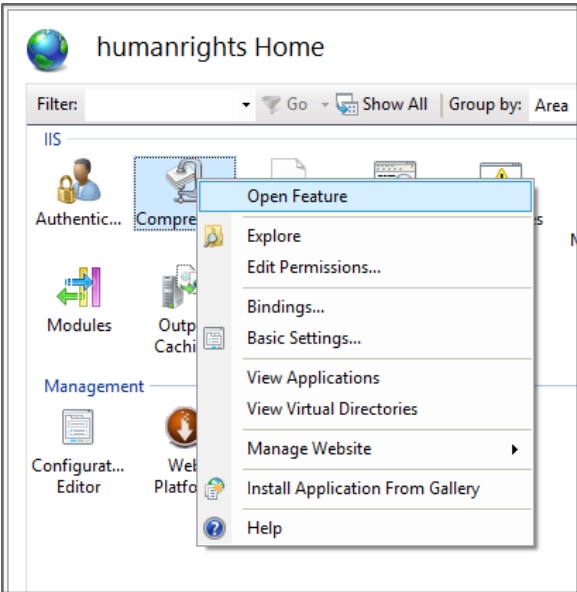 humanrights Home
Filter: Go Show All Group by: Area
IIS
Authentic... Compre
Open Feature
Explore
Edit Permissions...
Bindings...
Basic Settings...
View Applications
View Virtual Directories
Manage Website
Install Application From Gallery
Help
Modules
Outp
Cachi
Management
Configurat...
Editor
We
Platfo